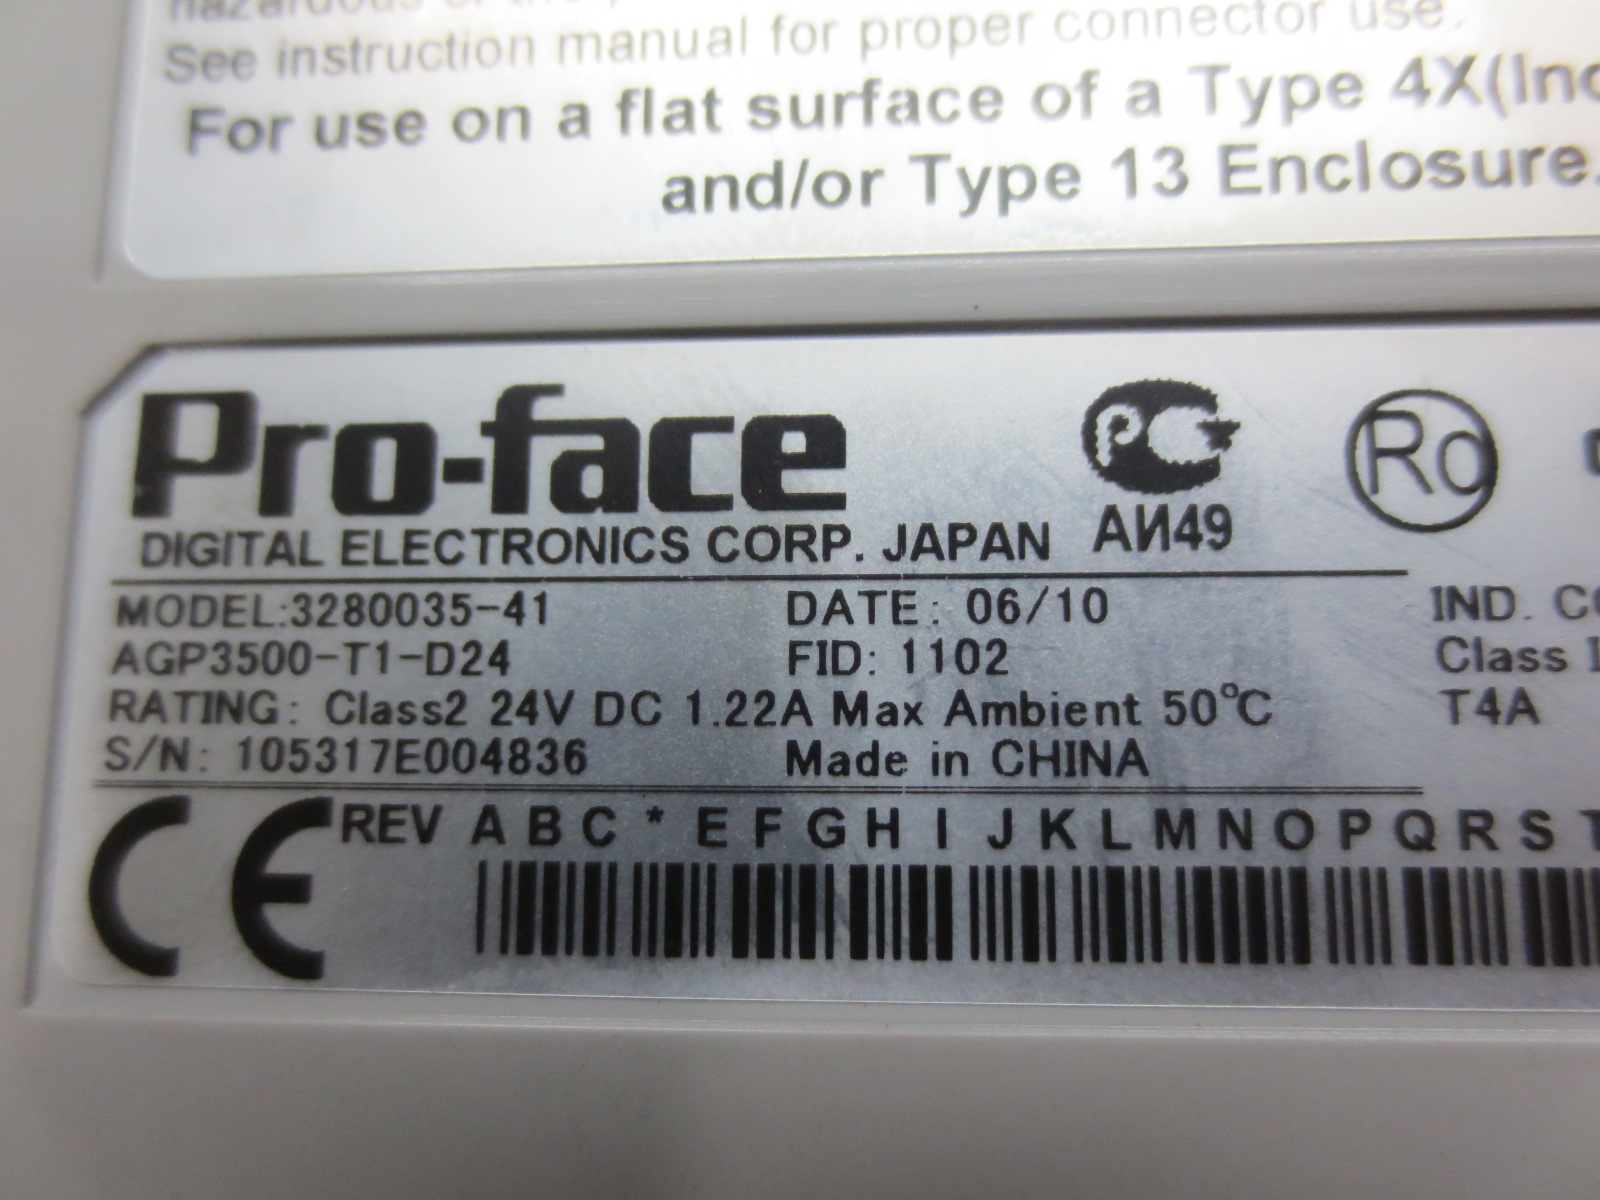 See instruction manual for proper connector use.
For use on a flat surface of a Type 4X(Ind
and/or Type 13 Enclosure.
Pro-face
DIGITAL ELECTRONICS CORP. JAPAN
РС
АИ49
MODEL:3280035-41 DATE: 06/10 IND. CO
AGP3500-T1-D24 FID: 1102 Class I
RATING: Class2 24V DC 1.22A Max Ambient 50℃ T4A
S/N: 105317E004836 Made in CHINA
CE REV A B C * E F G H I J K L M N O P Q R S T